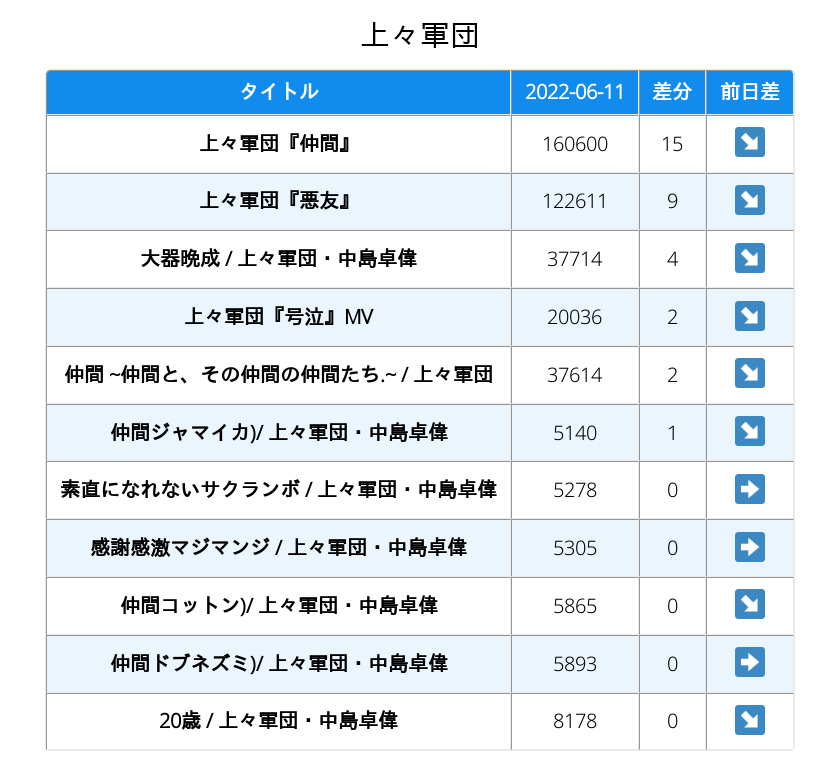 上々軍団
タイトル 2022-06-11 差分 前日差
上々軍団『仲間』 160600 15 ↘
上々軍団『悪友』 122611 9 ↘
大器晩成 / 上々軍団・中島卓偉 37714 4 ↘
上々軍団『号泣』MV 20036 2 ↘
仲間 ~仲間と、その仲間の仲間たち.~ / 上々軍団 37614 2 ↘
仲間ジャマイカ)/ 上々軍団・中島卓偉 5140 1 ↘
素直になれないサクランボ / 上々軍団・中島卓偉 5278 0 ➡
感謝感激マジマンジ / 上々軍団・中島卓偉 5305 0 ➡
仲間コットン)/ 上々軍団・中島卓偉 5865 0 ↘
仲間ドブネズミ)/ 上々軍団・中島卓偉 5893 0 ➡
20歳 / 上々軍団・中島卓偉 8178 0 ↘